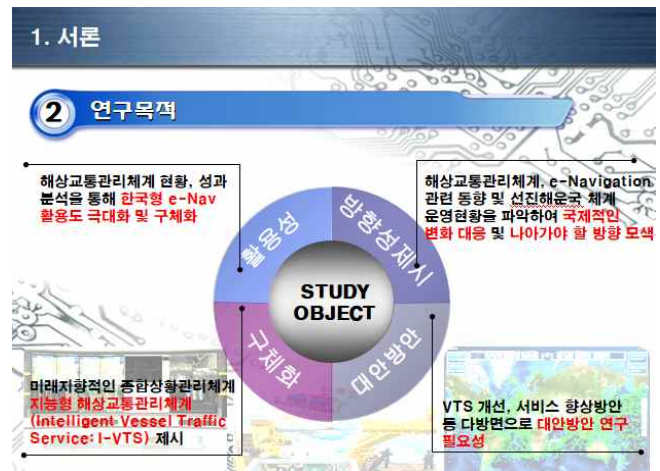 1. 서론
2 연구목적
해상교통관리체계 현황, 성과
분석을 통해 한국형 e-Nav
활용도 극대화 및 구체화
해상교통관리체계, e-Navigation
관련 동향 및 선진해운국 체계
운영현황을 파악하여 국제적인
변화 대응 및 나아가야 할 방향 모색
활용성
방향성제시
STUDY
OBJECT
구체화
대안방안
미래지향적인 종합상황관리체계
지능형 해상교통관리체계
(Intelligent Vessel Traffic
Service: I-VTS) 제시
VTS 개선, 서비스 향상방안
등 다방면으로 대안방안 연구
필요성